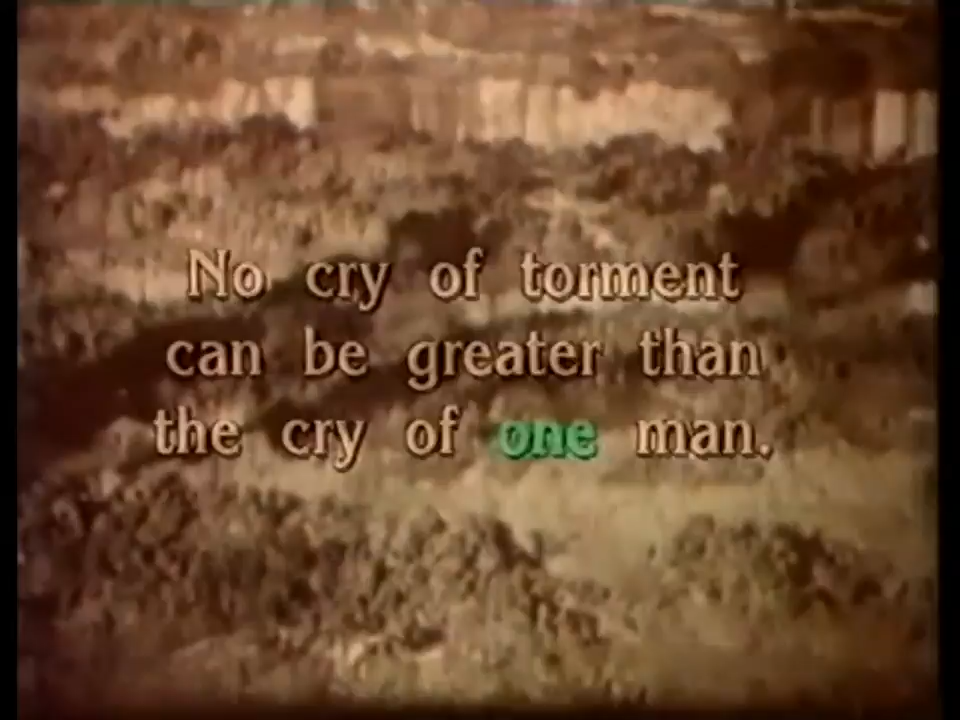 No cry of torment
can be greater than
the cry of one man.